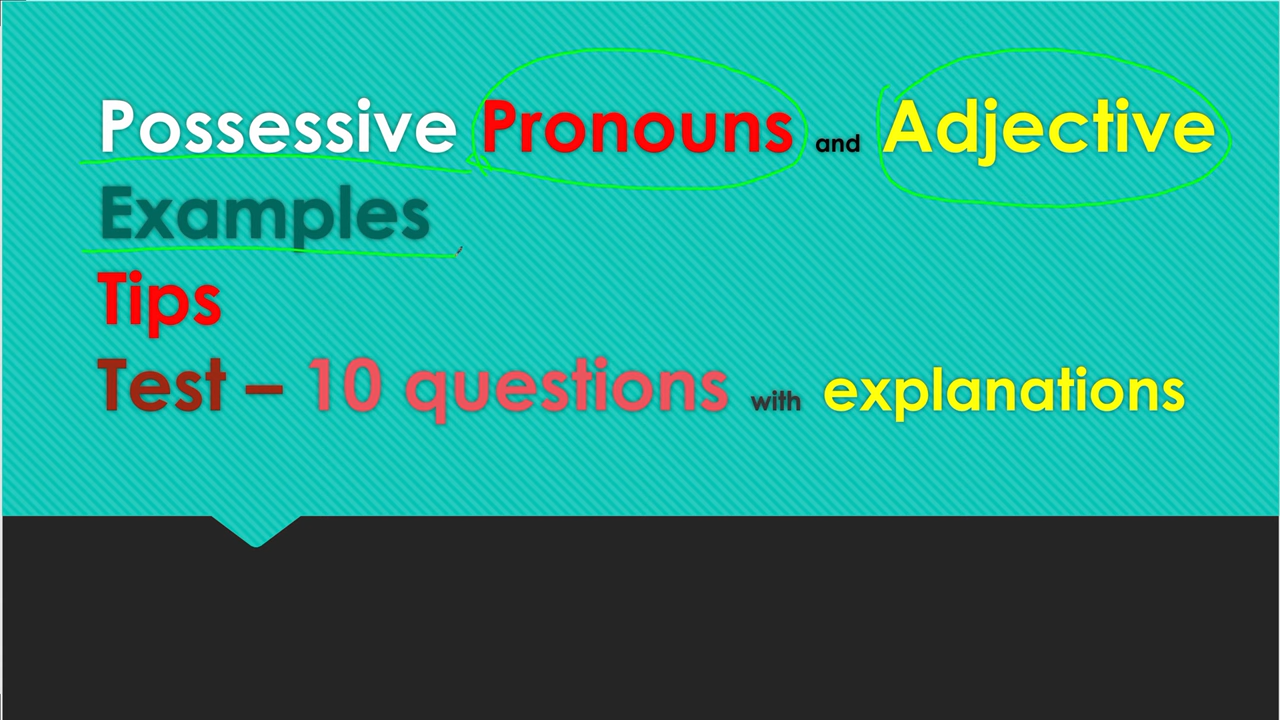 Possessive Pronouns and Adjective
Examples
Tips
Test – 10 questions with explanations